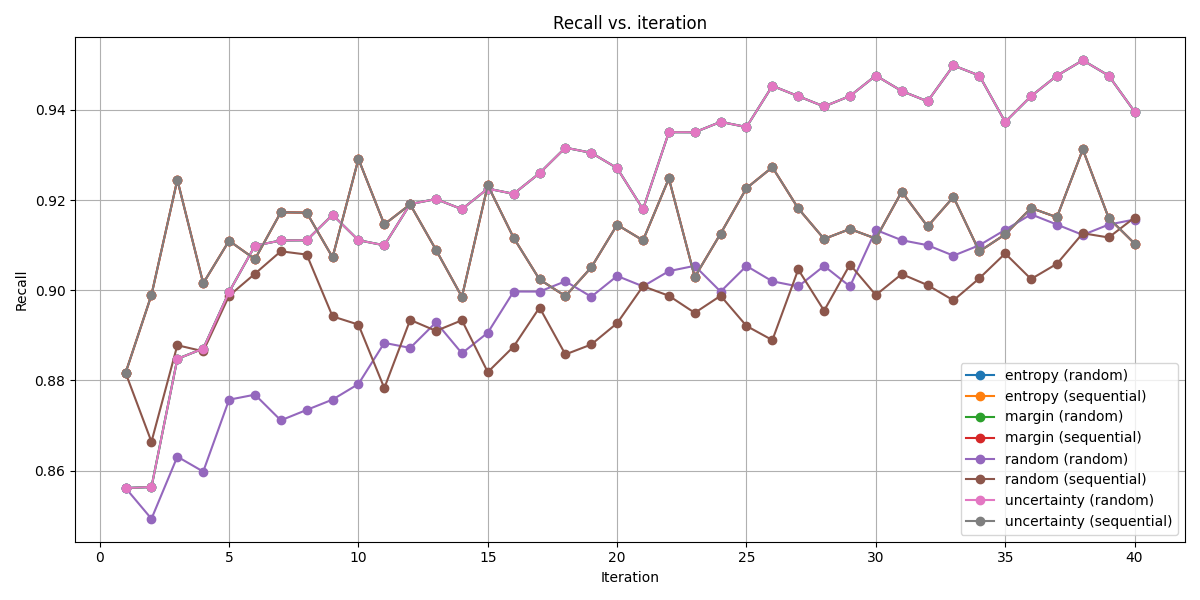 Recall vs. iteration
Recall
0.94
0.92
0.90
0.88
0.86
entropy (random)
entropy (sequential)
margin (random)
margin (sequential)
random (random)
random (sequential)
uncertainty (random)
uncertainty (sequential)
0 5 10 15 20 25 30 35 40
Iteration